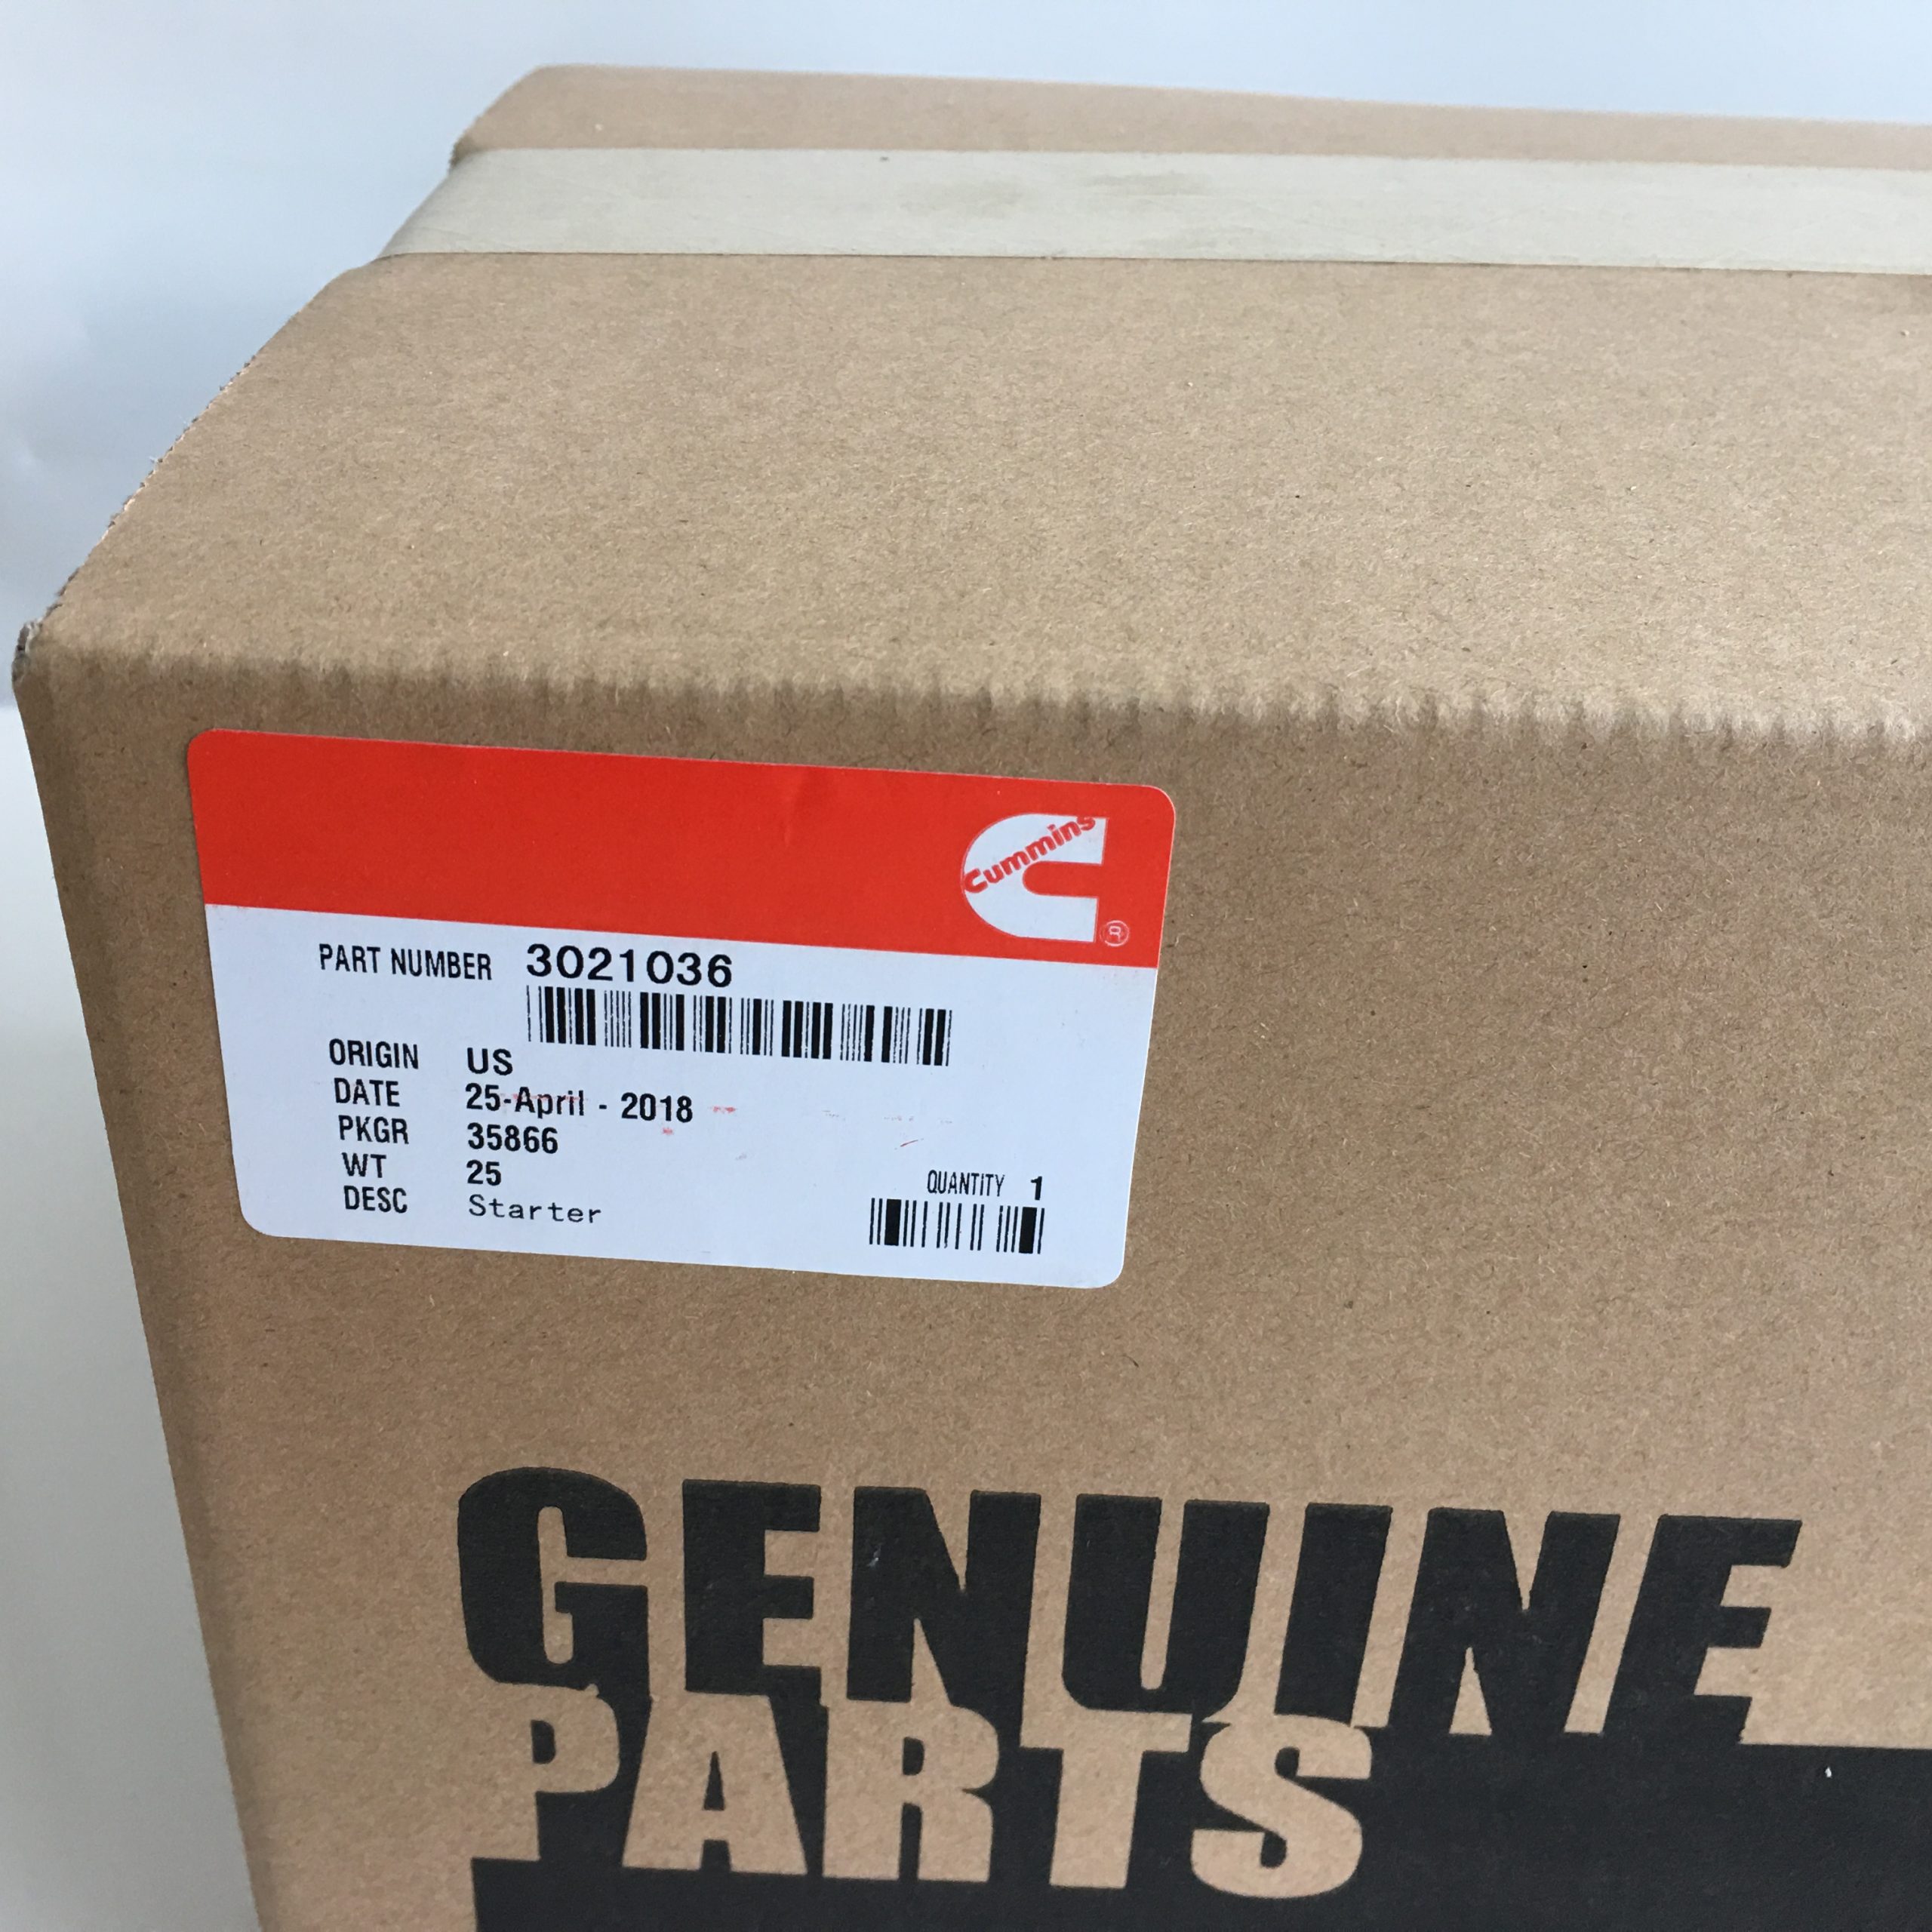 Cummins
®
PART NUMBER 3021036
ORIGIN US
DATE 25-April - 2018
PKGR 35866
WT 25
DESC Starter
QUANTITY 1
GENUINE
PARTS